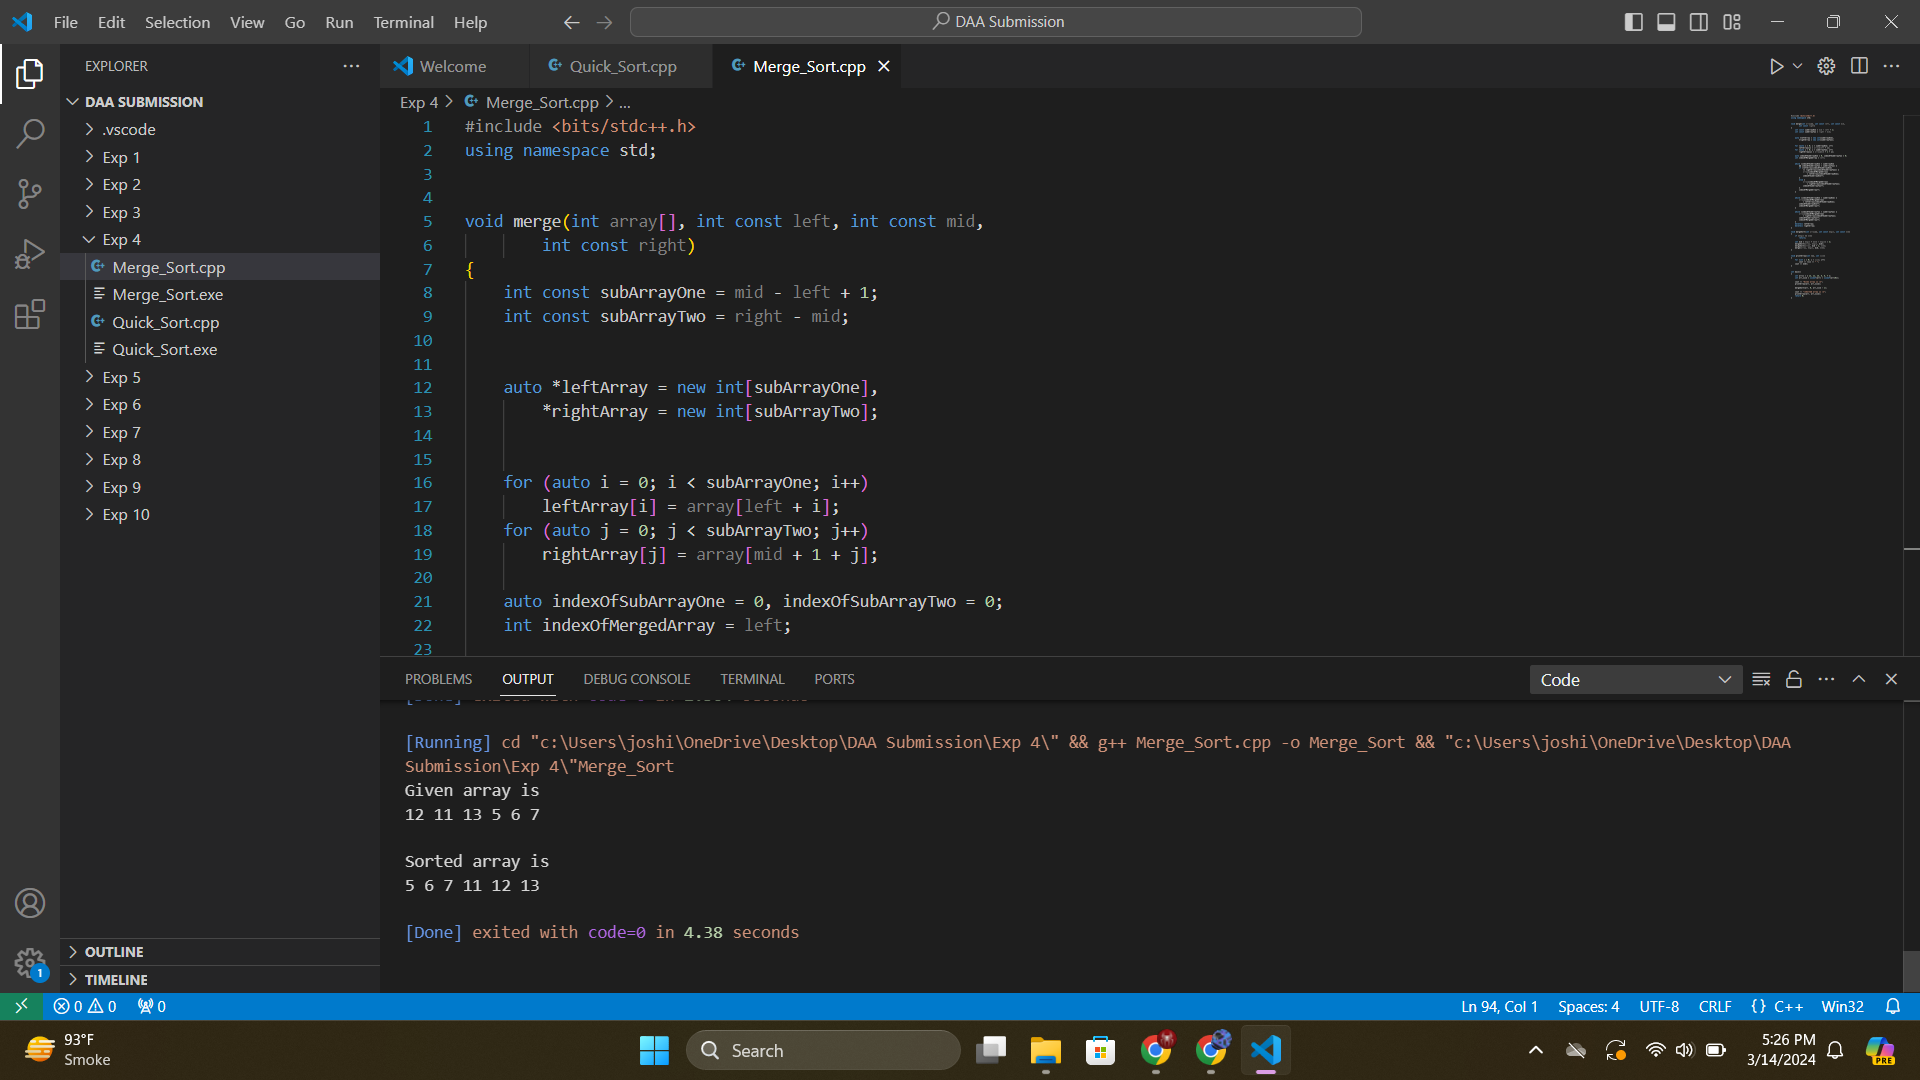 File Edit Selection View Go Run Terminal Help
DAA Submission
EXPLORER
DAA SUBMISSION
.vscode
Exp 1
Exp 2
Exp 3
Exp 4
Merge_Sort.cpp
Merge_Sort.exe
Quick_Sort.cpp
Quick_Sort.exe
Exp 5
Exp 6
Exp 7
Exp 8
Exp 9
Exp 10
OUTLINE
TIMELINE
1
Welcome Quick_Sort.cpp Merge_Sort.cpp
Exp 4 > Merge_Sort.cpp > ...
1 #include <bits/stdc++.h>
2 using namespace std;
3
4
5 void merge(int array[], int const left, int const mid,
6 int const right)
7 {
8 int const subArrayOne = mid - left + 1;
9 int const subArrayTwo = right - mid;
10
11
12 auto *leftArray = new int[subArrayOne],
13 *rightArray = new int[subArrayTwo];
14
15
16 for (auto i = 0; i < subArrayOne; i++)
17 leftArray[i] = array[left + i];
18 for (auto j = 0; j < subArrayTwo; j++)
19 rightArray[j] = array[mid + 1 + j];
20
21 auto indexOfSubArrayOne = 0, indexOfSubArrayTwo = 0;
22 int indexOfMergedArray = left;
23
PROBLEMS OUTPUT DEBUG CONSOLE TERMINAL PORTS
Code
[Running] cd "c:\Users\joshi\OneDrive\Desktop\DAA Submission\Exp 4\" && g++ Merge_Sort.cpp -o Merge_Sort && "c:\Users\joshi\OneDrive\Desktop\DAA
Submission\Exp 4\"Merge_Sort
Given array is
12 11 13 5 6 7
Sorted array is
5 6 7 11 12 13
[Done] exited with code=0 in 4.38 seconds
0 0 0
Ln 94, Col 1 Spaces: 4 UTF-8 CRLF {} C++ Win32
93°F
Smoke
Search
5:26 PM
3/14/2024
PRE